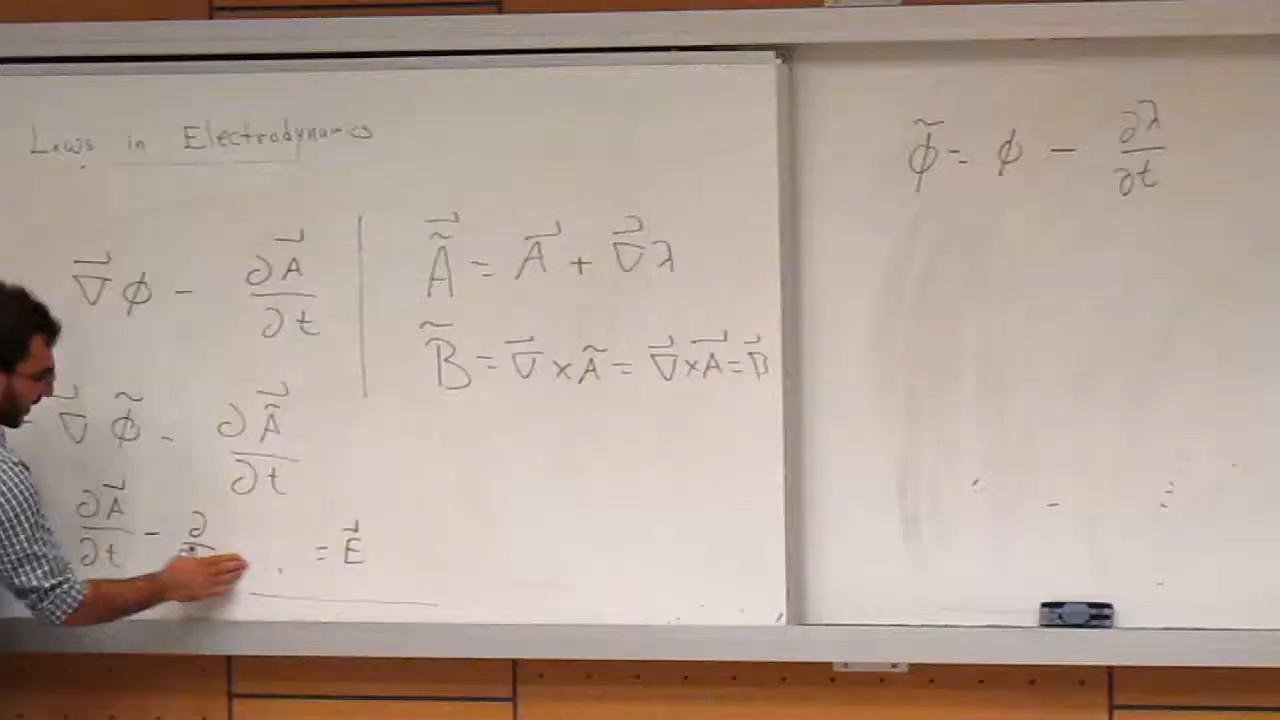 Laws in Electrodynamics
∇⃗ϕ − ∂A⃗/∂t
− ∇⃗ϕ̃ − ∂Ã⃗/∂t
∂A⃗/∂t − ∂ = E⃗
Ã⃗ = A⃗ + ∇⃗λ
B̃ = ∇⃗ × Ã = ∇⃗ × A⃗ = B⃗
ϕ̃ = ϕ − ∂λ/∂t